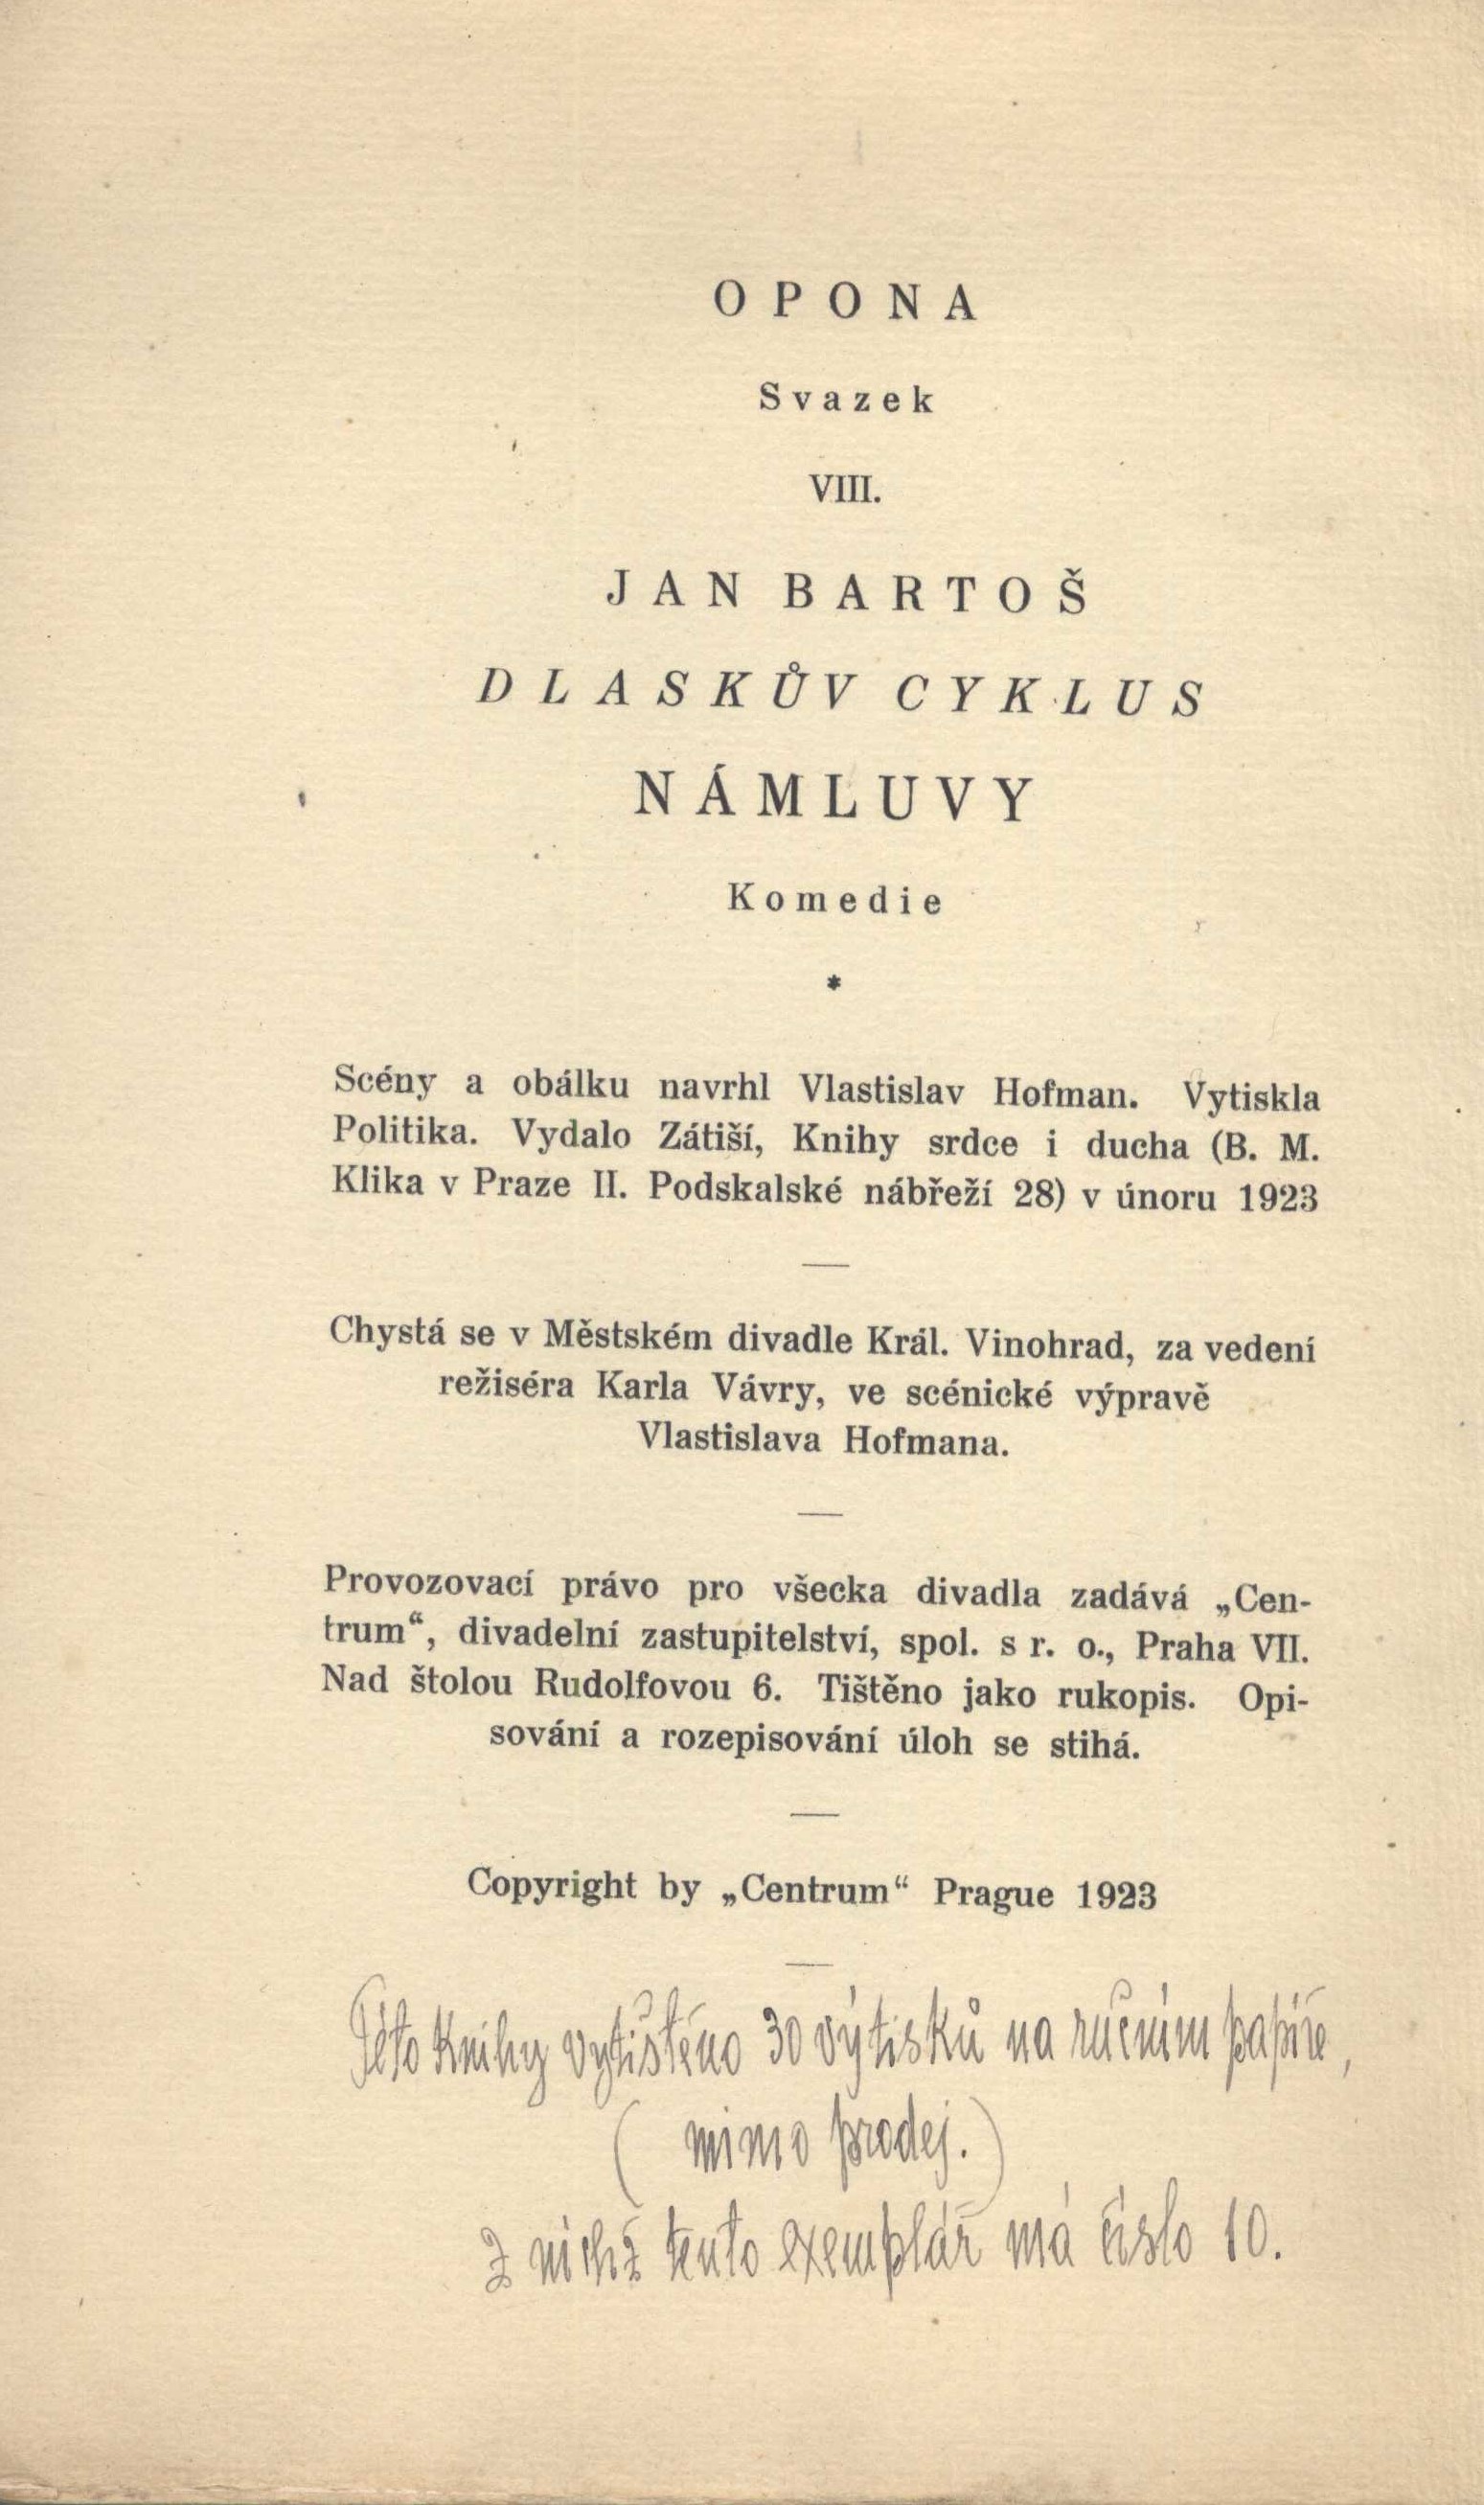 OPONA
Svazek
VIII.
JAN BARTOŠ
DLASKŮV CYKLUS
NÁMLUVY
Komedie
*
Scény a obálku navrhl Vlastislav Hofman. Vytiskla
Politika. Vydalo Zátiší, Knihy srdce i ducha (B. M.
Klika v Praze II. Podskalské nábřeží 28) v únoru 1923
Chystá se v Městském divadle Král. Vinohrad, za vedení
režiséra Karla Vávry, ve scénické výpravě
Vlastislava Hofmana.
Provozovací právo pro všecka divadla zadává „Cen-
trum“, divadelní zastupitelství, spol. s r. o., Praha VII.
Nad štolou Rudolfovou 6. Tištěno jako rukopis. Opi-
sování a rozepisování úloh se stihá.
Copyright by „Centrum“ Prague 1923
Této knihy vytištěno 30 výtisků na ručním papíře,
(mimo prodej.)
z nichž tento exemplář má číslo 10.